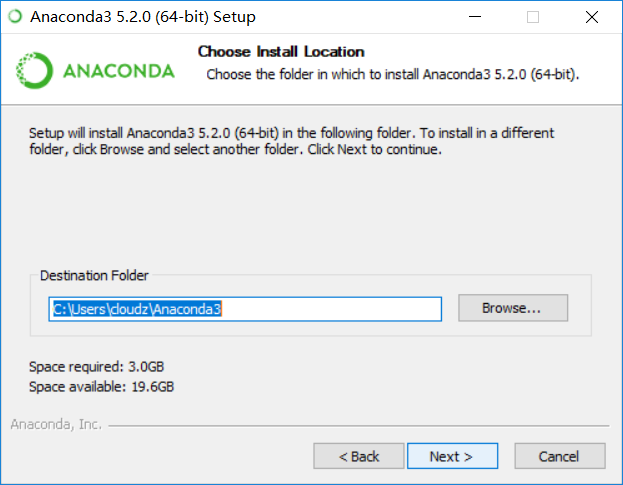 Anaconda3 5.2.0 (64-bit) Setup
ANACONDA
Choose Install Location
Choose the folder in which to install Anaconda3 5.2.0 (64-bit).
Setup will install Anaconda3 5.2.0 (64-bit) in the following folder. To install in a different
folder, click Browse and select another folder. Click Next to continue.
Destination Folder
C:\Users\cloudz\Anaconda3
Browse...
Space required: 3.0GB
Space available: 19.6GB
Anaconda, Inc.
< Back
Next >
Cancel